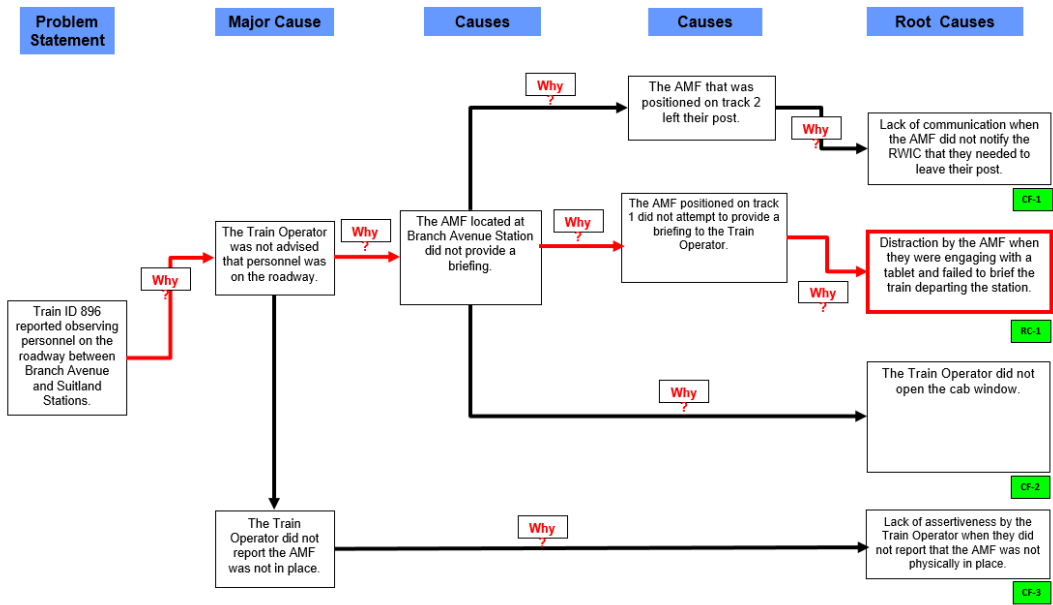 Problem
Statement
Major Cause
Causes
Causes
Root  Causes
Why
?
The AMF that was
positioned on track 2
left their post.
Why
?
Lack of communication when
the AMF did not notify the
RWIC that they needed to
leave their post.
CF-1
The Train Operator
was not advised
that personnel was
on the roadway.
Why
?
The AMF located at
Branch Avenue Station
did not provide a
briefing.
Why
?
The AMF positioned on track
1 did not attempt to provide a
briefing to the Train
Operator.
Distraction by the AMF when
they were engaging with a
tablet and failed to brief the
train departing the station.
Why
?
Why
?
RC-1
Train ID 896
reported observing
personnel on the
roadway between
Branch Avenue
and Suitland
Stations.
Why
?
The Train Operator did not
open the cab window.
CF-2
The Train
Operator did not
report the AMF
was not in place.
Why
?
Lack of assertiveness by the
Train Operator when they did
not report that the AMF was not
physically in place.
CF-3